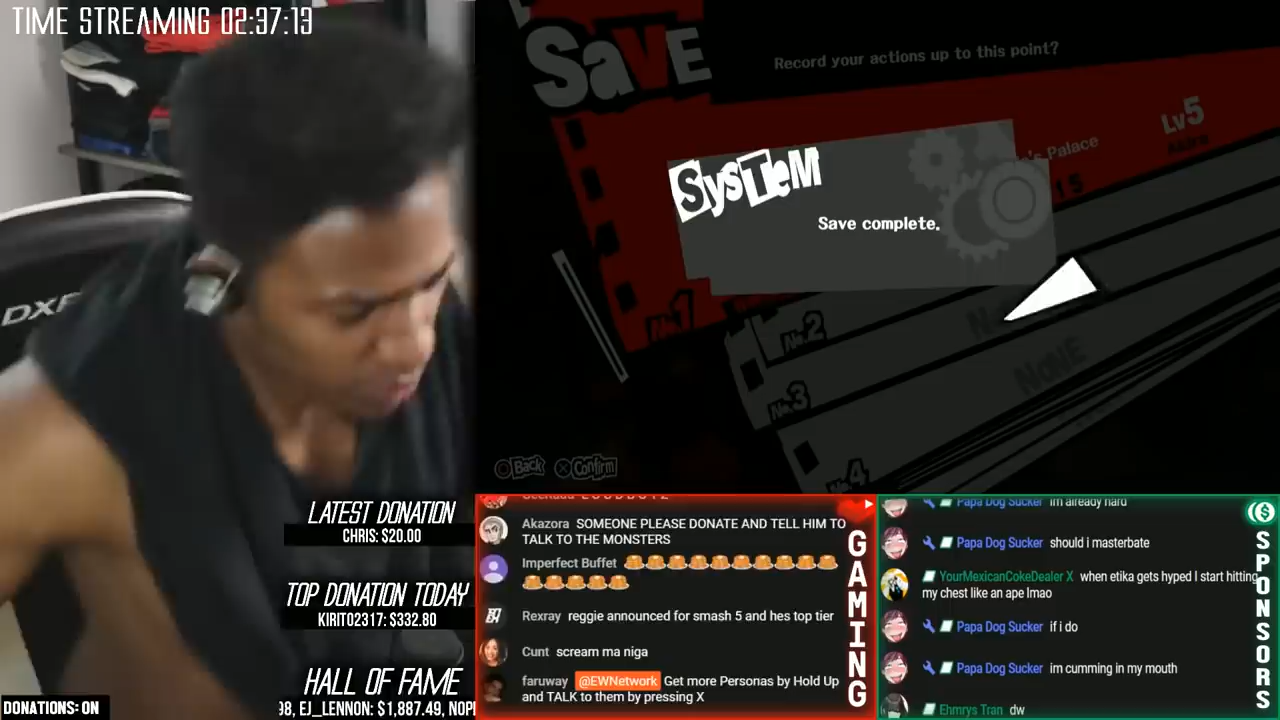 TIME STREAMING 02:37:13
SaVE
Record your actions up to this point?
Lv5
's Palace
15
SYSTEM
Save complete.
No.1
No.2
No.3
NONE
No.4
Back Confirm
DX
LATEST DONATION
CHRIS: $20.00
TOP DONATION TODAY
KIRITO2317: $332.80
HALL OF FAME
98, EJ_LENNON: $1,887.49, NOP
DONATIONS: ON
Akazora SOMEONE PLEASE DONATE AND TELL HIM TO
TALK TO THE MONSTERS
Imperfect Buffet
Rexray reggie announced for smash 5 and hes top tier
Cunt scream ma niga
faruway @EWNetwork Get more Personas by Hold Up
and TALK to them by pressing X
GAMING
Papa Dog Sucker im already hard
Papa Dog Sucker should i masterbate
YourMexicanCokeDealer X when etika gets hyped I start hitting
my chest like an ape lmao
Papa Dog Sucker if i do
Papa Dog Sucker im cumming in my mouth
Ehmrys Tran dw
SPONSORS